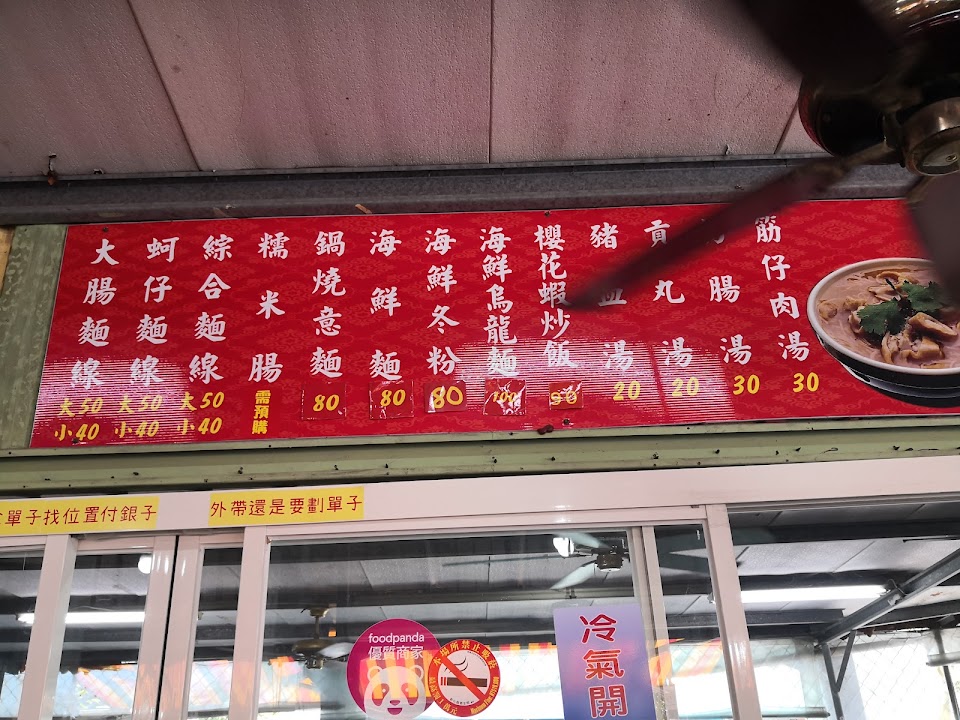 大腸麵線
大50
小40
蚵仔麵線
大50
小40
綜合麵線
大50
小40
糯米腸
需預購
鍋燒意麵
80
海鮮麵
80
海鮮冬粉
80
海鮮烏龍麵
100
櫻花蝦炒飯
90
豬血湯
20
貢丸湯
20
腸湯
30
筋仔肉湯
30
單子找位置付銀子
外帶還是要劃單子
foodpanda
優質商家
冷氣開